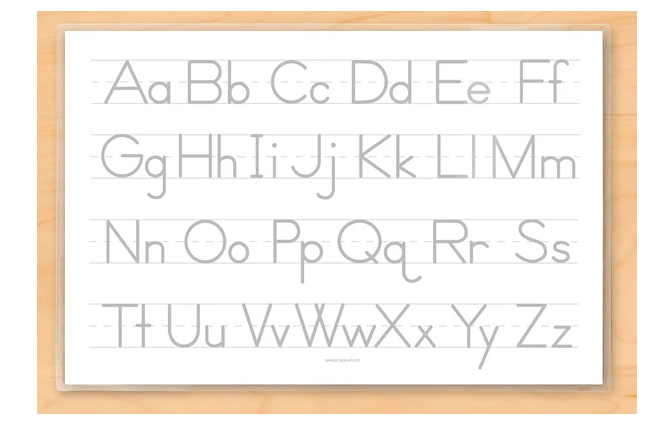 Aa Bb Cc Dd Ee Ff
Gg Hh Ii Jj Kk Ll Mm
Nn Oo Pp Qq Rr Ss
Tt Uu Vv Ww Xx Yy Zz